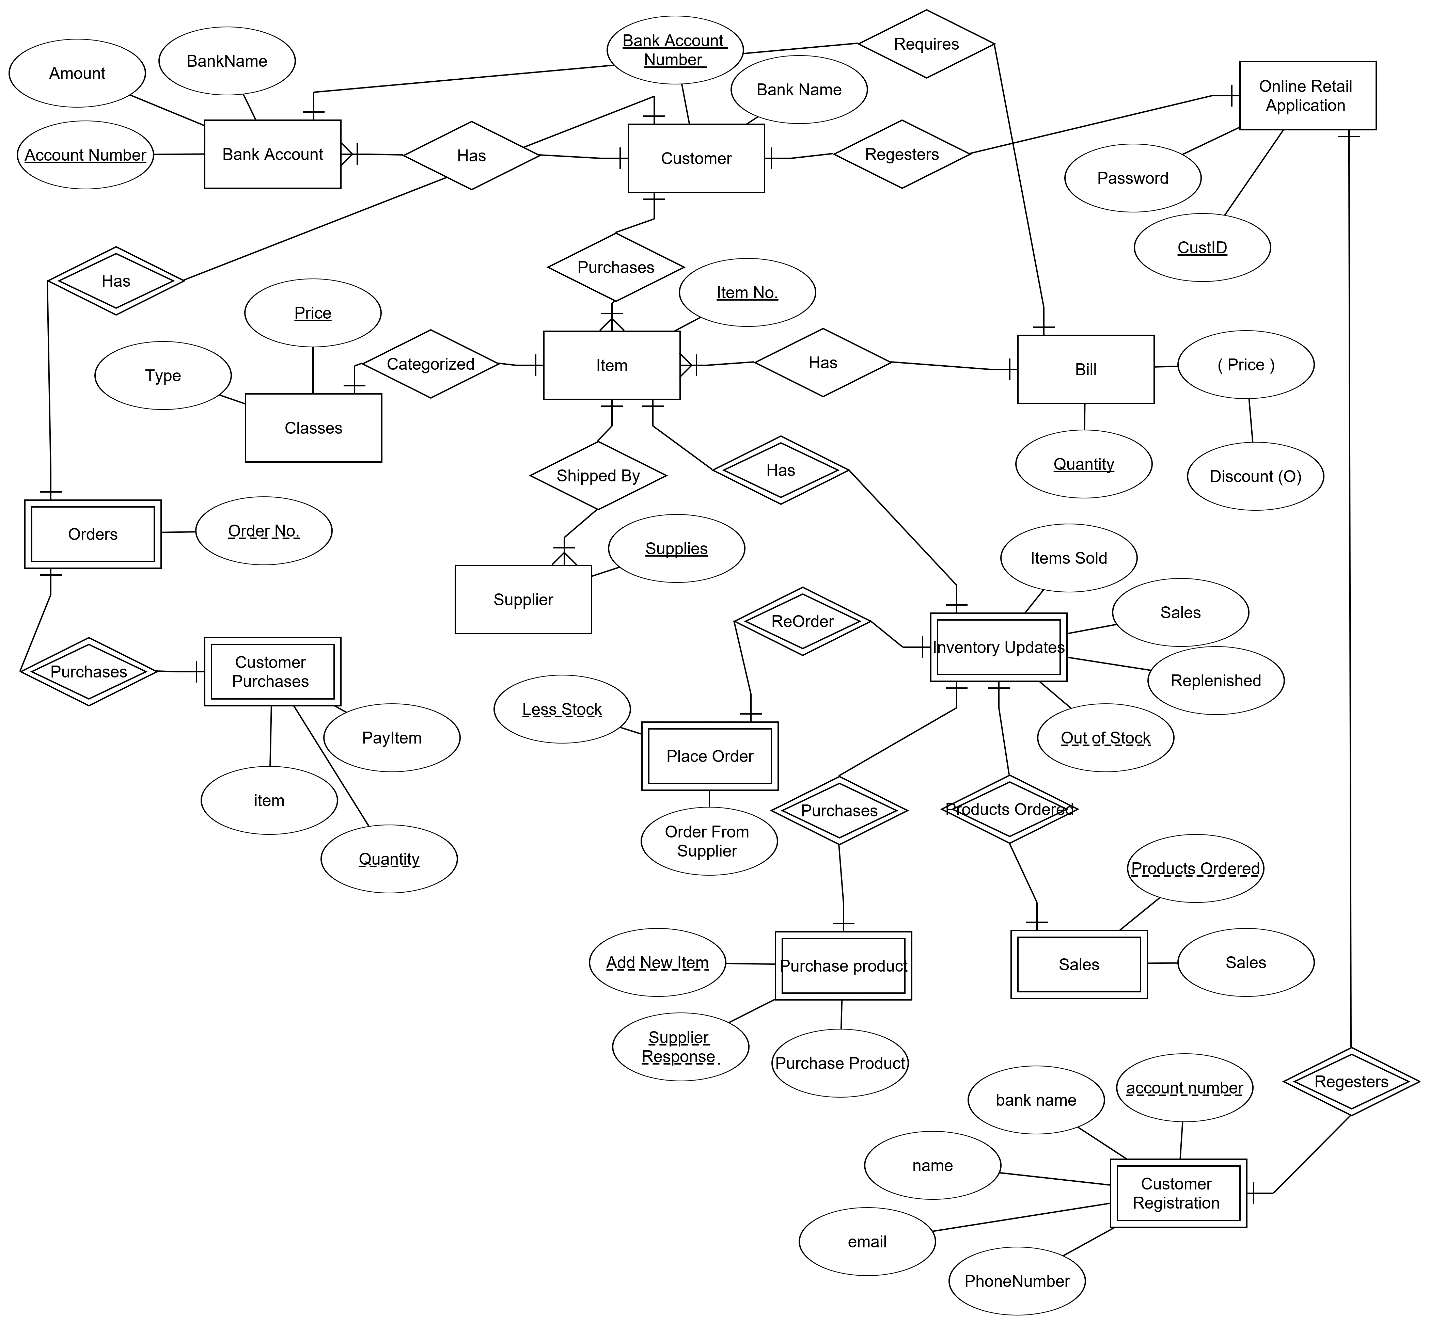 Bank Account
Number
Requires
BankName
Amount
Bank Name
Online Retail
Application
Account Number
Bank Account
Has
Customer
Regesters
Password
CustID
Has
Purchases
Item No.
Price
Type
Categorized
Item
Has
Bill
( Price )
Classes
Shipped By
Has
Quantity
Discount (O)
Orders
Order No.
Supplies
Items Sold
Supplier
ReOrder
Sales
Inventory Updates
Purchases
Customer
Purchases
Replenished
Less Stock
PayItem
Out of Stock
Place Order
item
Purchases
Products Ordered
Order From
Supplier
Quantity
Products Ordered
Add New Item
Purchase product
Sales
Sales
Supplier
Response
Purchase Product
Regesters
bank name
account number
name
Customer
Registration
email
PhoneNumber